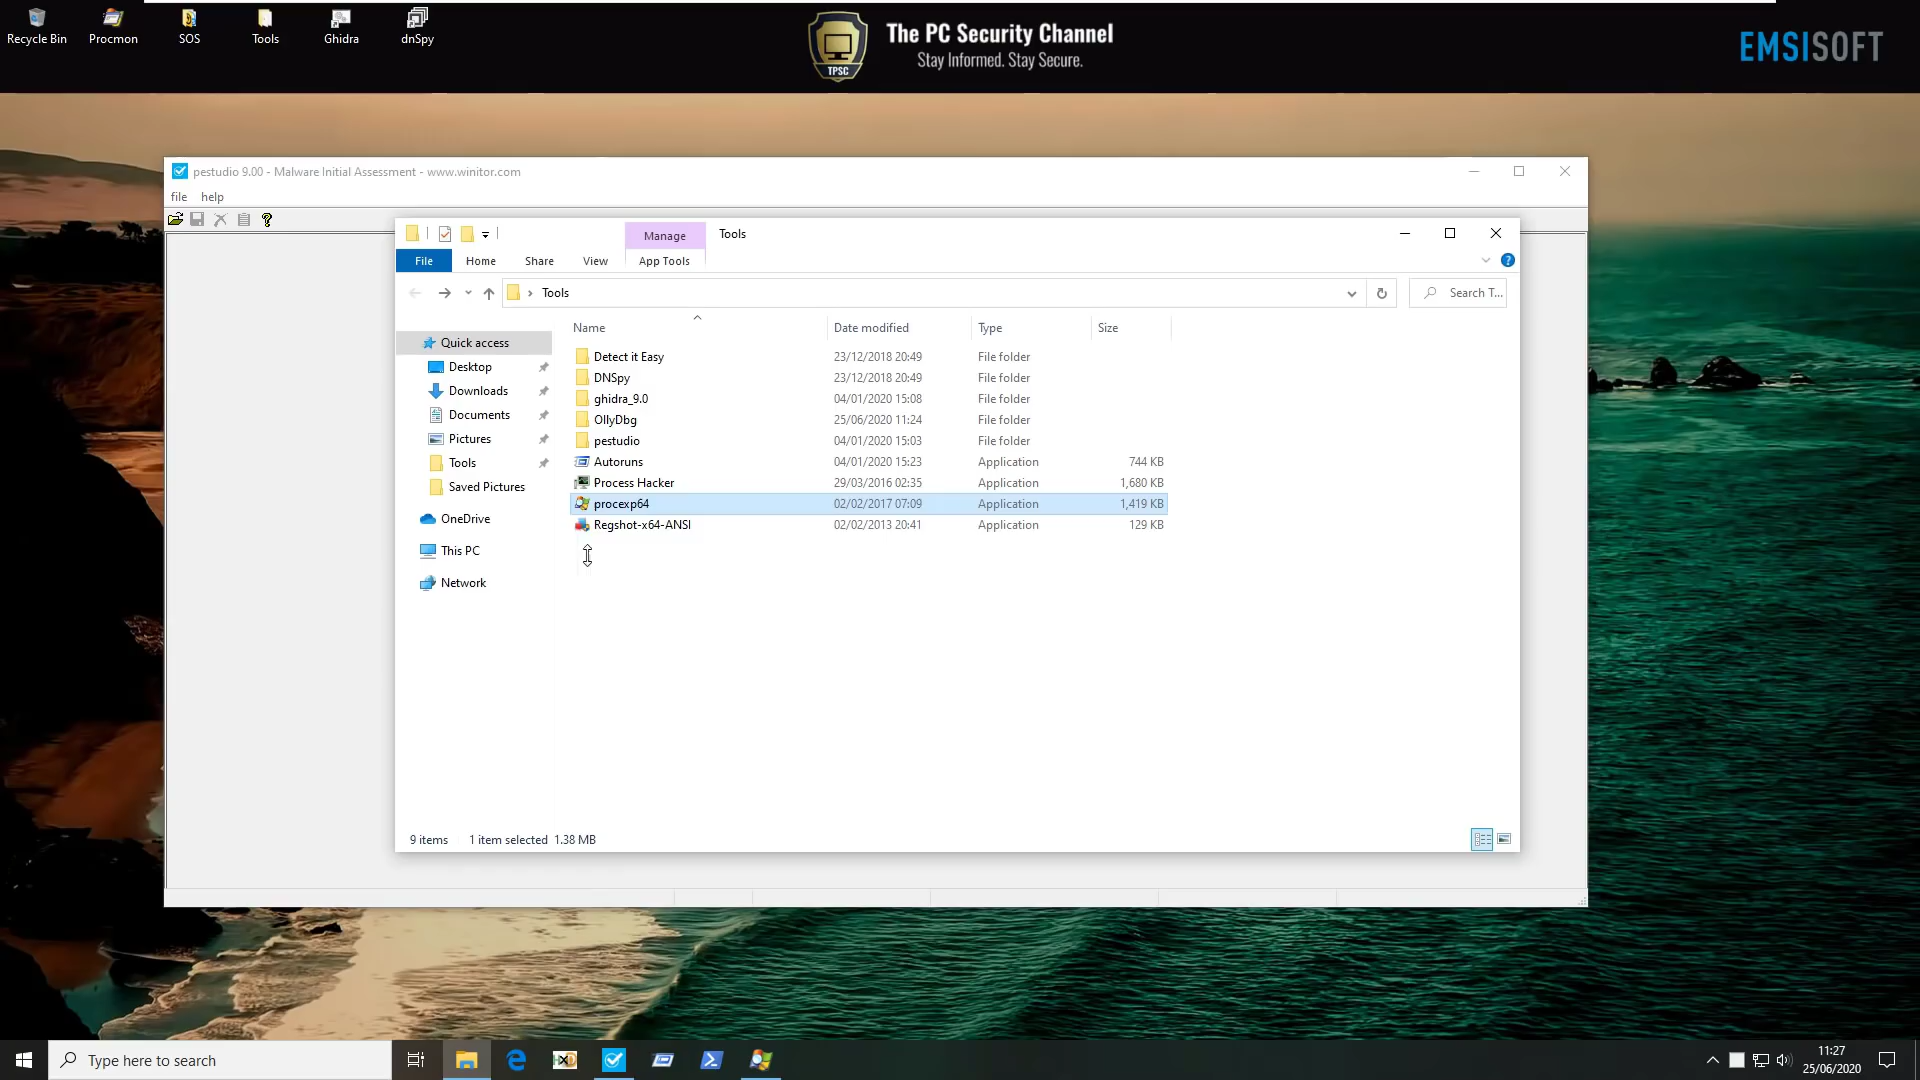 Recycle Bin
Procmon
SOS
Tools
Ghidra
dnSpy
TPSC
The PC Security Channel
Stay Informed. Stay Secure.
EMSISOFT
pestudio 9.00 - Malware Initial Assessment - www.winitor.com
file help
Manage Tools
File Home Share View App Tools
Tools
Search T...
Name Date modified Type Size
Quick access
Desktop
Downloads
Documents
Pictures
Tools
Saved Pictures
OneDrive
This PC
Network
Detect it Easy 23/12/2018 20:49 File folder
DNSpy 23/12/2018 20:49 File folder
ghidra_9.0 04/01/2020 15:08 File folder
OllyDbg 25/06/2020 11:24 File folder
pestudio 04/01/2020 15:03 File folder
Autoruns 04/01/2020 15:23 Application 744 KB
Process Hacker 29/03/2016 02:35 Application 1,680 KB
procexp64 02/02/2017 07:09 Application 1,419 KB
Regshot-x64-ANSI 02/02/2013 20:41 Application 129 KB
9 items 1 item selected 1.38 MB
Type here to search
HXD
11:27
25/06/2020